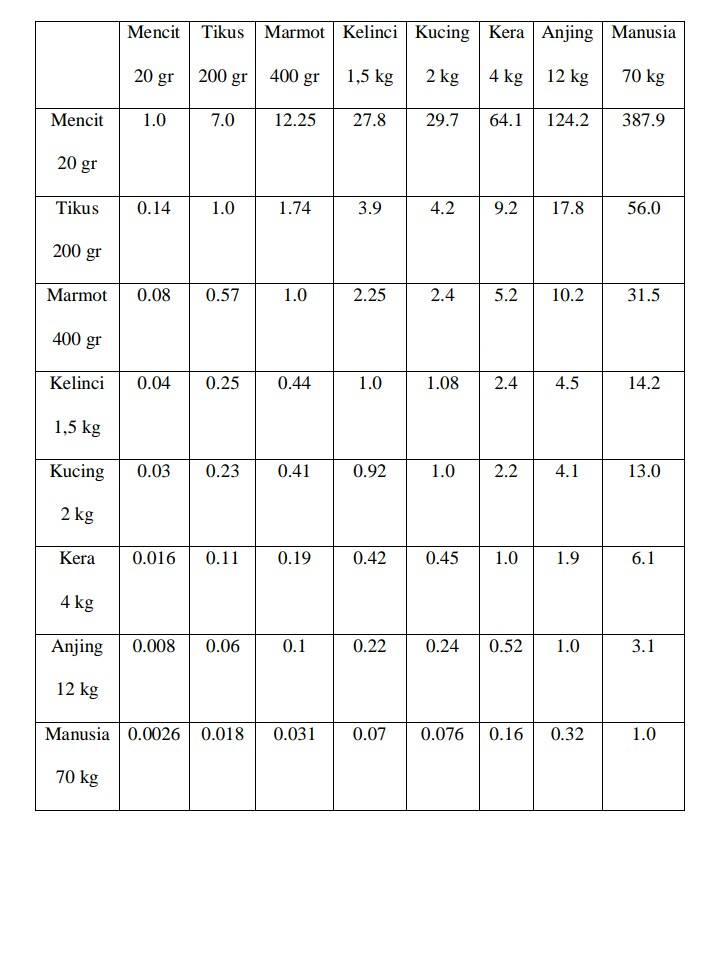 Mencit Tikus Marmot Kelinci Kucing Kera Anjing Manusia
20 gr 200 gr 400 gr 1,5 kg 2 kg 4 kg 12 kg 70 kg
Mencit 1.0 7.0 12.25 27.8 29.7 64.1 124.2 387.9
20 gr
Tikus 0.14 1.0 1.74 3.9 4.2 9.2 17.8 56.0
200 gr
Marmot 0.08 0.57 1.0 2.25 2.4 5.2 10.2 31.5
400 gr
Kelinci 0.04 0.25 0.44 1.0 1.08 2.4 4.5 14.2
1,5 kg
Kucing 0.03 0.23 0.41 0.92 1.0 2.2 4.1 13.0
2 kg
Kera 0.016 0.11 0.19 0.42 0.45 1.0 1.9 6.1
4 kg
Anjing 0.008 0.06 0.1 0.22 0.24 0.52 1.0 3.1
12 kg
Manusia 0.0026 0.018 0.031 0.07 0.076 0.16 0.32 1.0
70 kg